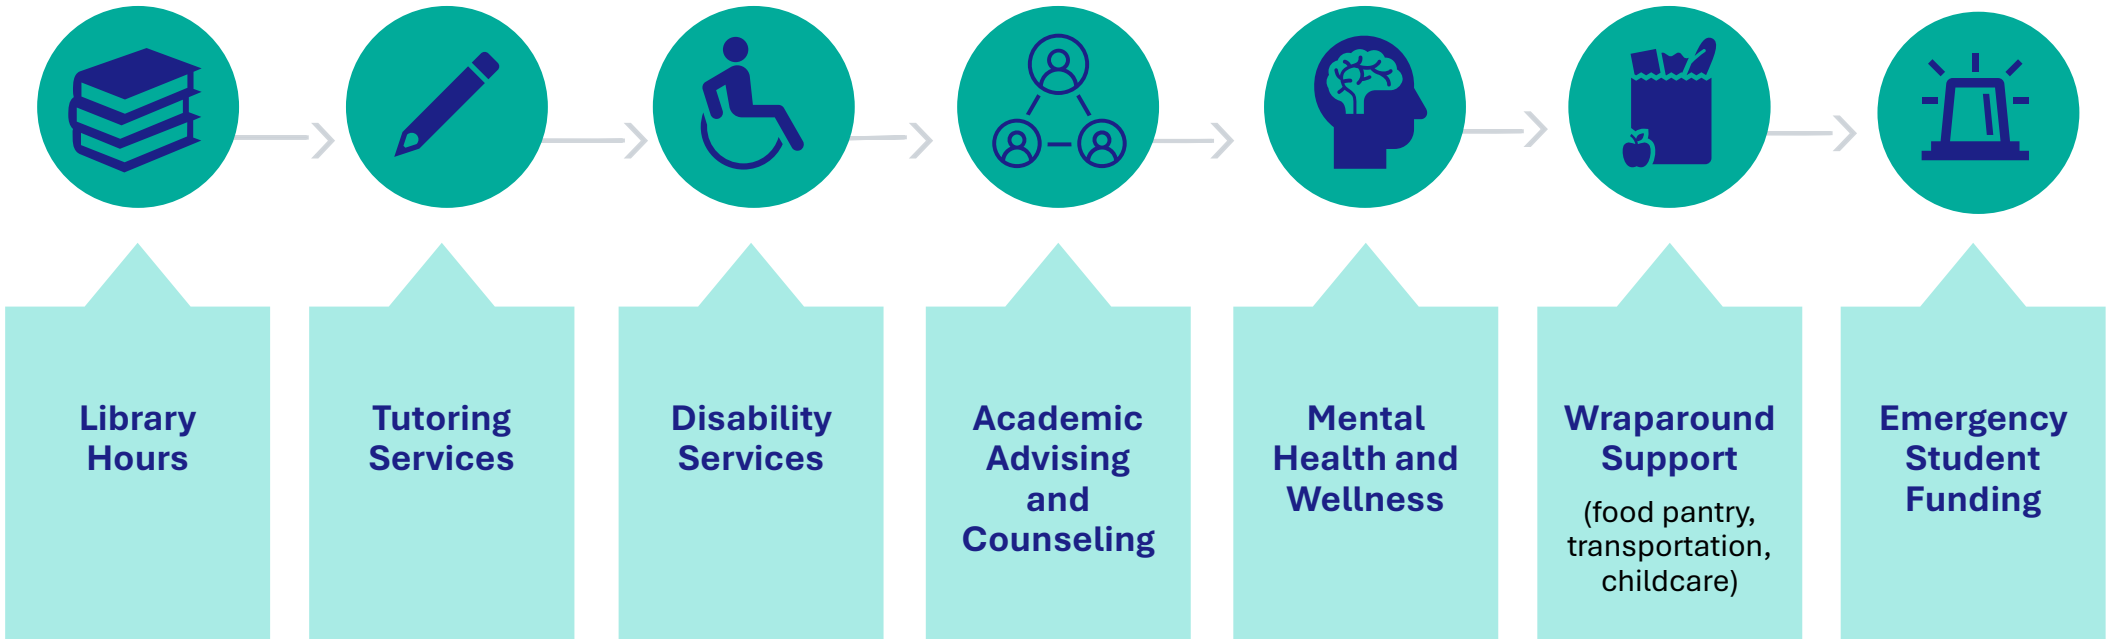 Library
Hours
Tutoring
Services
Disability
Services
Academic
Advising
and
Counseling
Mental
Health and
Wellness
Wraparound
Support
(food pantry,
transportation,
childcare)
Emergency
Student
Funding